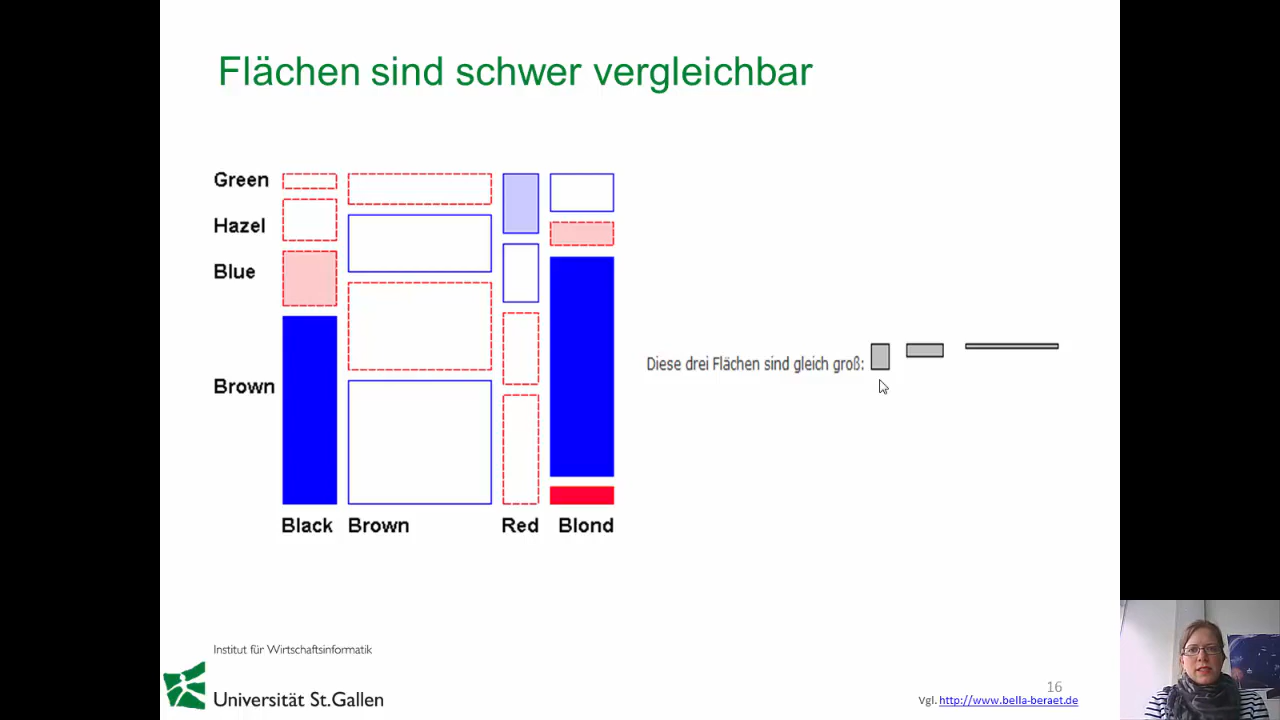 Flächen sind schwer vergleichbar
Green
Hazel
Blue
Brown
Black Brown Red Blond
Diese drei Flächen sind gleich groß:
Institut für Wirtschaftsinformatik
Universität St.Gallen
16
Vgl. http://www.bella-beraet.de